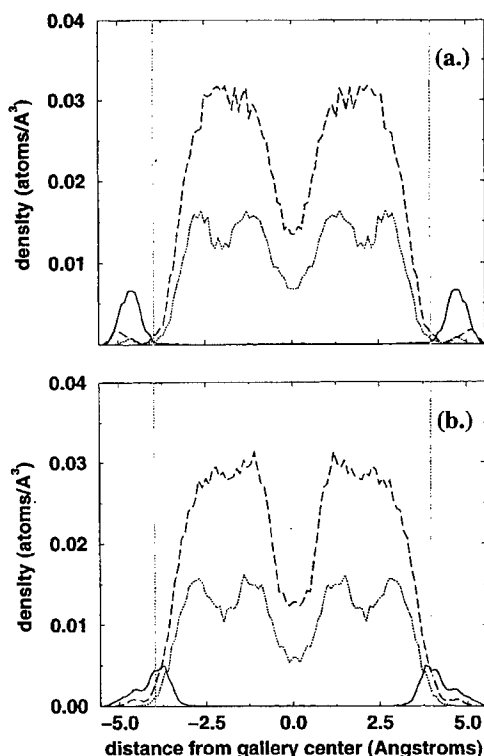 0.04
(a.)
0.03
density (atoms/A³)
0.02
0.01
0.04
(b.)
0.03
density (atoms/A³)
0.02
0.01
0.00
−5.0 −2.5 0.0 2.5 5.0
distance from gallery center (Angstroms)